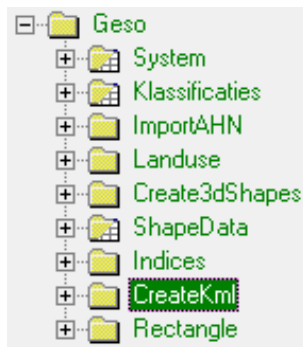 Geso
System
Klassificaties
ImportAHN
Landuse
Create3dShapes
ShapeData
Indices
CreateKml
Rectangle